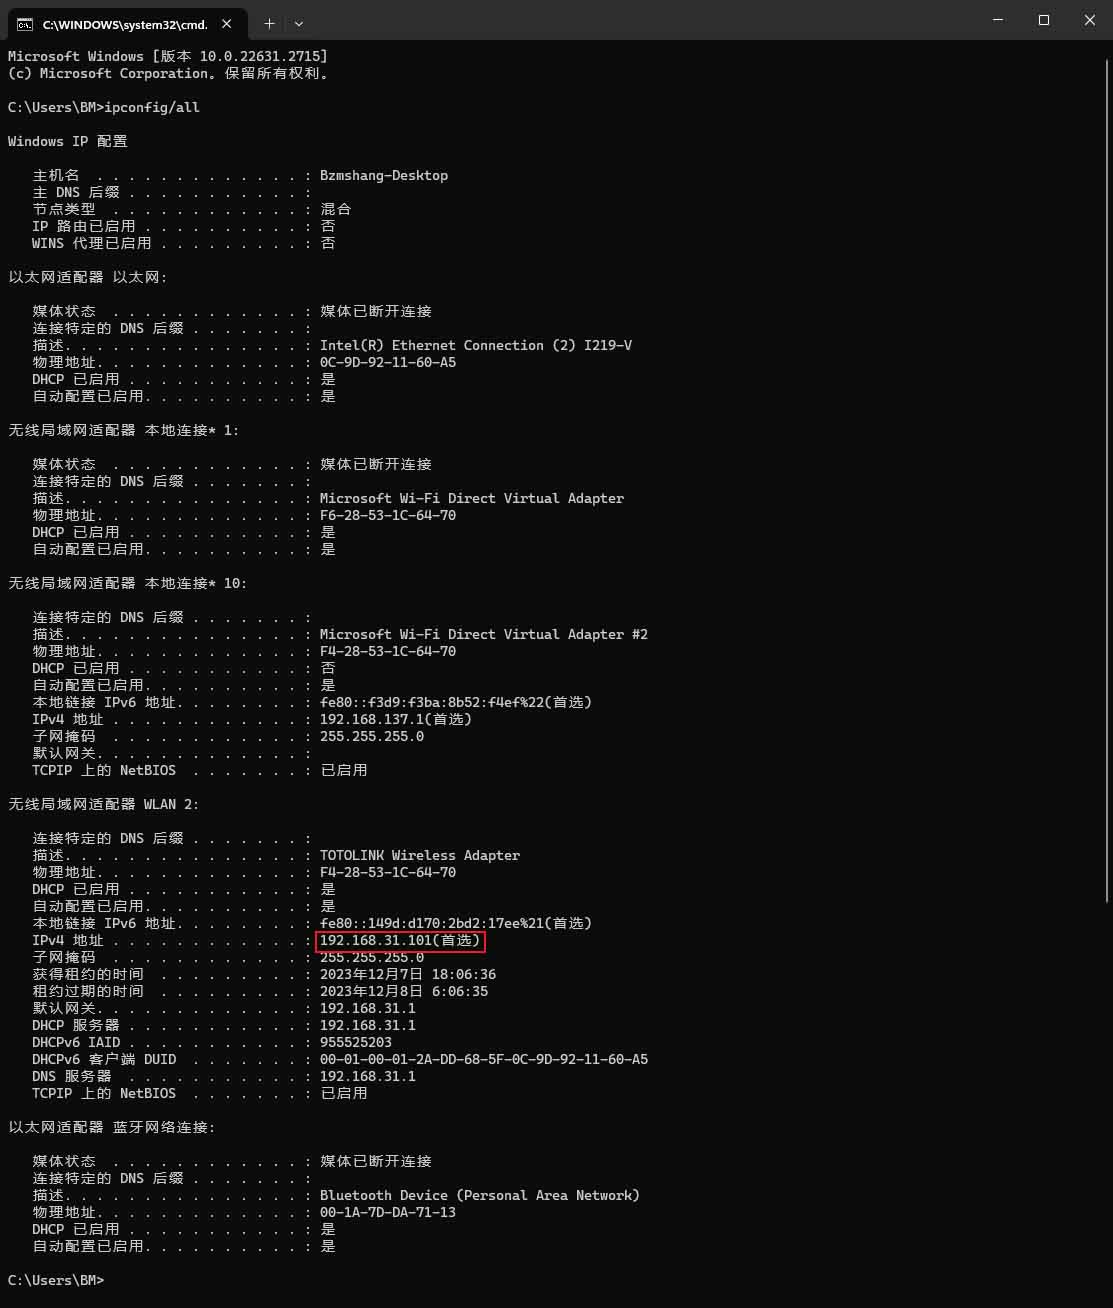 C:\WINDOWS\system32\cmd.
Microsoft Windows [版本 10.0.22631.2715]
(c) Microsoft Corporation。保留所有权利。
C:\Users\BM>ipconfig/all
Windows IP 配置
主机名 . . . . . . . . . . . . . : Bzmshang-Desktop
主 DNS 后缀 . . . . . . . . . . . :
节点类型 . . . . . . . . . . . . : 混合
IP 路由已启用 . . . . . . . . . . : 否
WINS 代理已启用 . . . . . . . . . : 否
以太网适配器 以太网:
媒体状态 . . . . . . . . . . . . : 媒体已断开连接
连接特定的 DNS 后缀 . . . . . . . :
描述. . . . . . . . . . . . . . . : Intel(R) Ethernet Connection (2) I219-V
物理地址. . . . . . . . . . . . . : 0C-9D-92-11-60-A5
DHCP 已启用 . . . . . . . . . . . : 是
自动配置已启用. . . . . . . . . . : 是
无线局域网适配器 本地连接* 1:
媒体状态 . . . . . . . . . . . . : 媒体已断开连接
连接特定的 DNS 后缀 . . . . . . . :
描述. . . . . . . . . . . . . . . : Microsoft Wi-Fi Direct Virtual Adapter
物理地址. . . . . . . . . . . . . : F6-28-53-1C-64-70
DHCP 已启用 . . . . . . . . . . . : 是
自动配置已启用. . . . . . . . . . : 是
无线局域网适配器 本地连接* 10:
连接特定的 DNS 后缀 . . . . . . . :
描述. . . . . . . . . . . . . . . : Microsoft Wi-Fi Direct Virtual Adapter #2
物理地址. . . . . . . . . . . . . : F4-28-53-1C-64-70
DHCP 已启用 . . . . . . . . . . . : 否
自动配置已启用. . . . . . . . . . : 是
本地链接 IPv6 地址. . . . . . . . : fe80::f3d9:f3ba:8b52:f4ef%22(首选)
IPv4 地址 . . . . . . . . . . . . : 192.168.137.1(首选)
子网掩码 . . . . . . . . . . . . : 255.255.255.0
默认网关. . . . . . . . . . . . . :
TCPIP 上的 NetBIOS . . . . . . . : 已启用
无线局域网适配器 WLAN 2:
连接特定的 DNS 后缀 . . . . . . . :
描述. . . . . . . . . . . . . . . : TOTOLINK Wireless Adapter
物理地址. . . . . . . . . . . . . : F4-28-53-1C-64-70
DHCP 已启用 . . . . . . . . . . . : 是
自动配置已启用. . . . . . . . . . : 是
本地链接 IPv6 地址. . . . . . . . : fe80::149d:d170:2bd2:17ee%21(首选)
IPv4 地址 . . . . . . . . . . . . : 192.168.31.101(首选)
子网掩码 . . . . . . . . . . . . : 255.255.255.0
获得租约的时间 . . . . . . . . . : 2023年12月7日 18:06:36
租约过期的时间 . . . . . . . . . : 2023年12月8日 6:06:35
默认网关. . . . . . . . . . . . . : 192.168.31.1
DHCP 服务器 . . . . . . . . . . . : 192.168.31.1
DHCPv6 IAID . . . . . . . . . . . : 955525203
DHCPv6 客户端 DUID . . . . . . . : 00-01-00-01-2A-DD-68-5F-0C-9D-92-11-60-A5
DNS 服务器 . . . . . . . . . . . : 192.168.31.1
TCPIP 上的 NetBIOS . . . . . . . : 已启用
以太网适配器 蓝牙网络连接:
媒体状态 . . . . . . . . . . . . : 媒体已断开连接
连接特定的 DNS 后缀 . . . . . . . :
描述. . . . . . . . . . . . . . . : Bluetooth Device (Personal Area Network)
物理地址. . . . . . . . . . . . . : 00-1A-7D-DA-71-13
DHCP 已启用 . . . . . . . . . . . : 是
自动配置已启用. . . . . . . . . . : 是
C:\Users\BM>